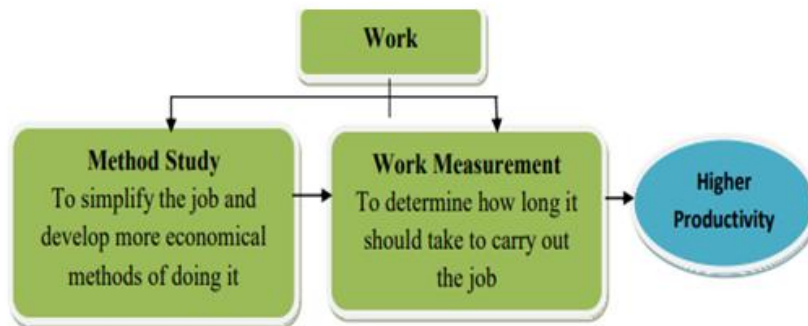 Work
Method Study
To simplify the job and
develop more economical
methods of doing it
Work Measurement
To determine how long it
should take to carry out
the job
Higher
Productivity